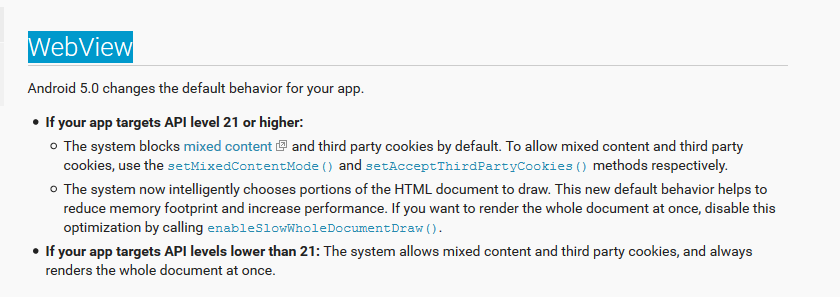 WebView
Android 5.0 changes the default behavior for your app.
• If your app targets API level 21 or higher:
○ The system blocks mixed content and third party cookies by default. To allow mixed content and third party
cookies, use the setMixedContentMode() and setAcceptThirdPartyCookies() methods respectively.
○ The system now intelligently chooses portions of the HTML document to draw. This new default behavior helps to
reduce memory footprint and increase performance. If you want to render the whole document at once, disable this
optimization by calling enableSlowWholeDocumentDraw().
• If your app targets API levels lower than 21: The system allows mixed content and third party cookies, and always
renders the whole document at once.